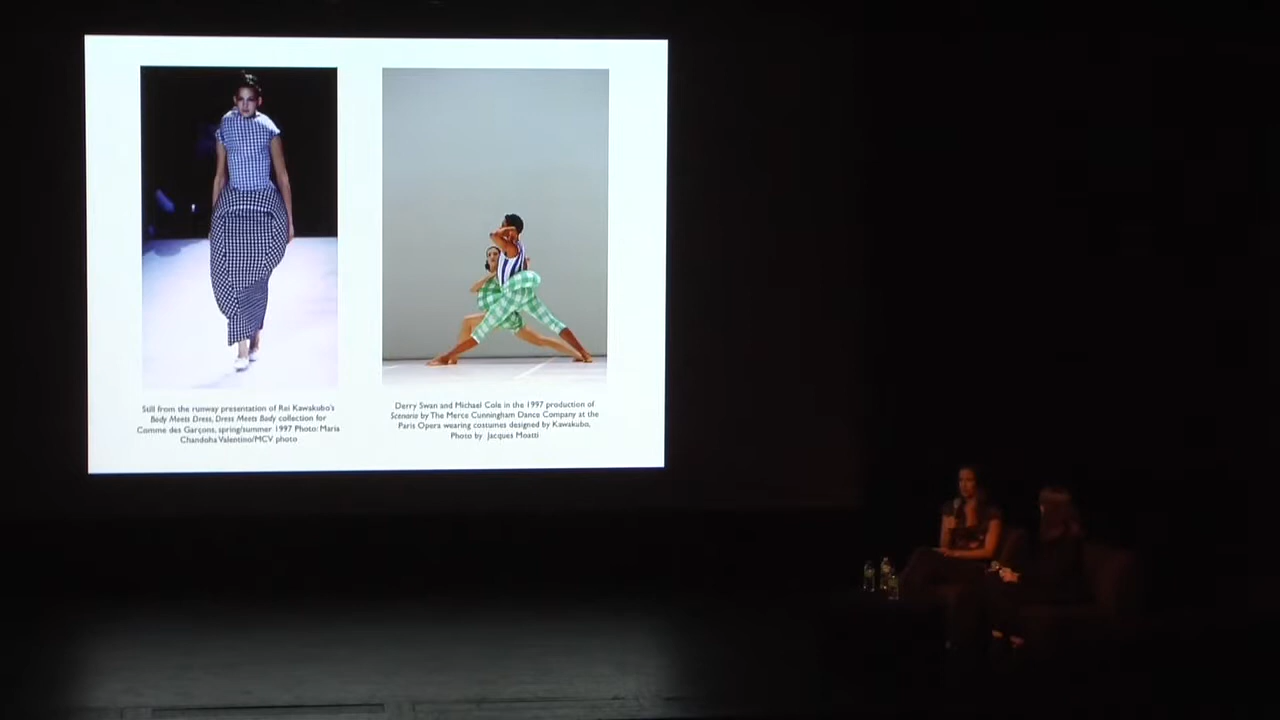 Still from the runway presentation of Rei Kawakubo's
Body Meets Dress, Dress Meets Body collection for
Comme des Garçons, spring/summer 1997 Photo: Maria
Chandoha Valentino/MCV photo
Derry Swan and Michael Cole in the 1997 production of
Scenario by The Merce Cunningham Dance Company at the
Paris Opera wearing costumes designed by Kawakubo,
Photo by Jacques Moatti